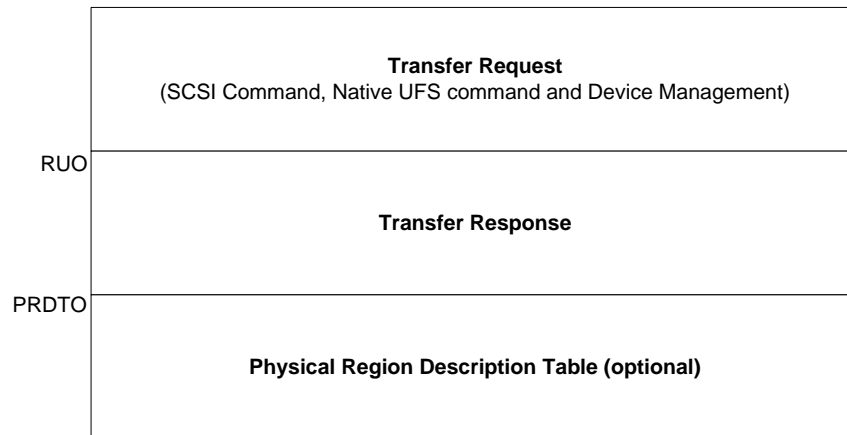 Transfer Request
(SCSI Command, Native UFS command and Device Management)
RUO
Transfer Response
PRDTO
Physical Region Description Table (optional)